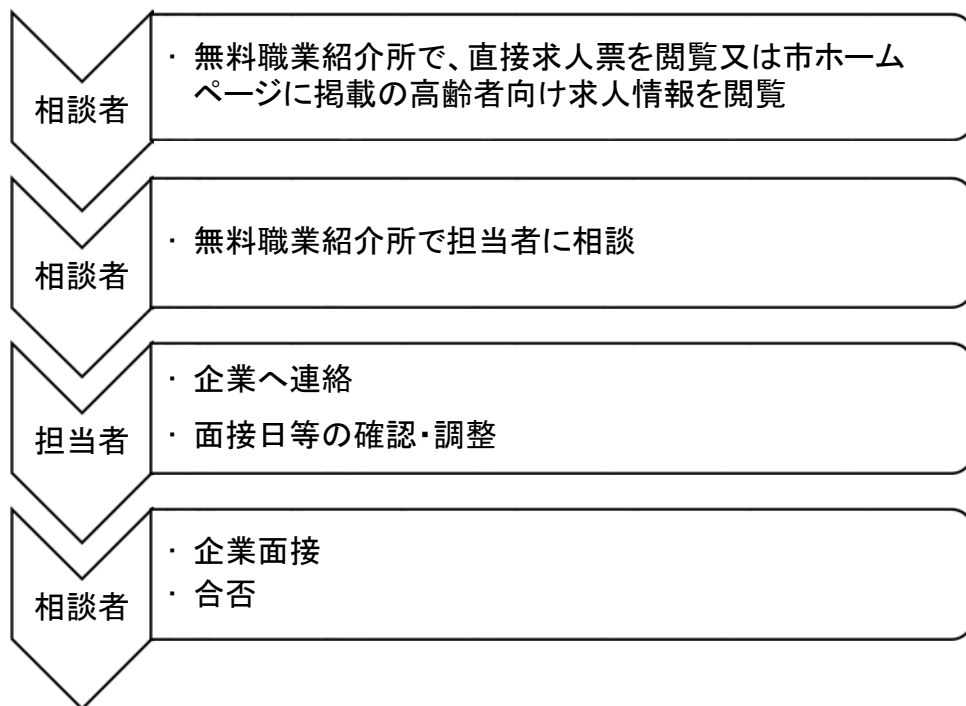 相談者
・ 無料職業紹介所で、直接求人票を閲覧又は市ホーム
ページに掲載の高齢者向け求人情報を閲覧
相談者
・ 無料職業紹介所で担当者に相談
担当者
・ 企業へ連絡
・ 面接日等の確認・調整
相談者
・ 企業面接
・ 合否